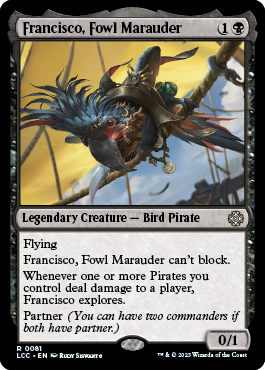 Francisco, Fowl Marauder 1
Legendary Creature — Bird Pirate
Flying
Francisco, Fowl Marauder can't block.
Whenever one or more Pirates you
control deal damage to a player,
Francisco explores.
Partner (You can have two commanders if
both have partner.)
0/1
R 0081
LCC • EN Rudy Siswanto ™ & © 2023 Wizards of the Coast